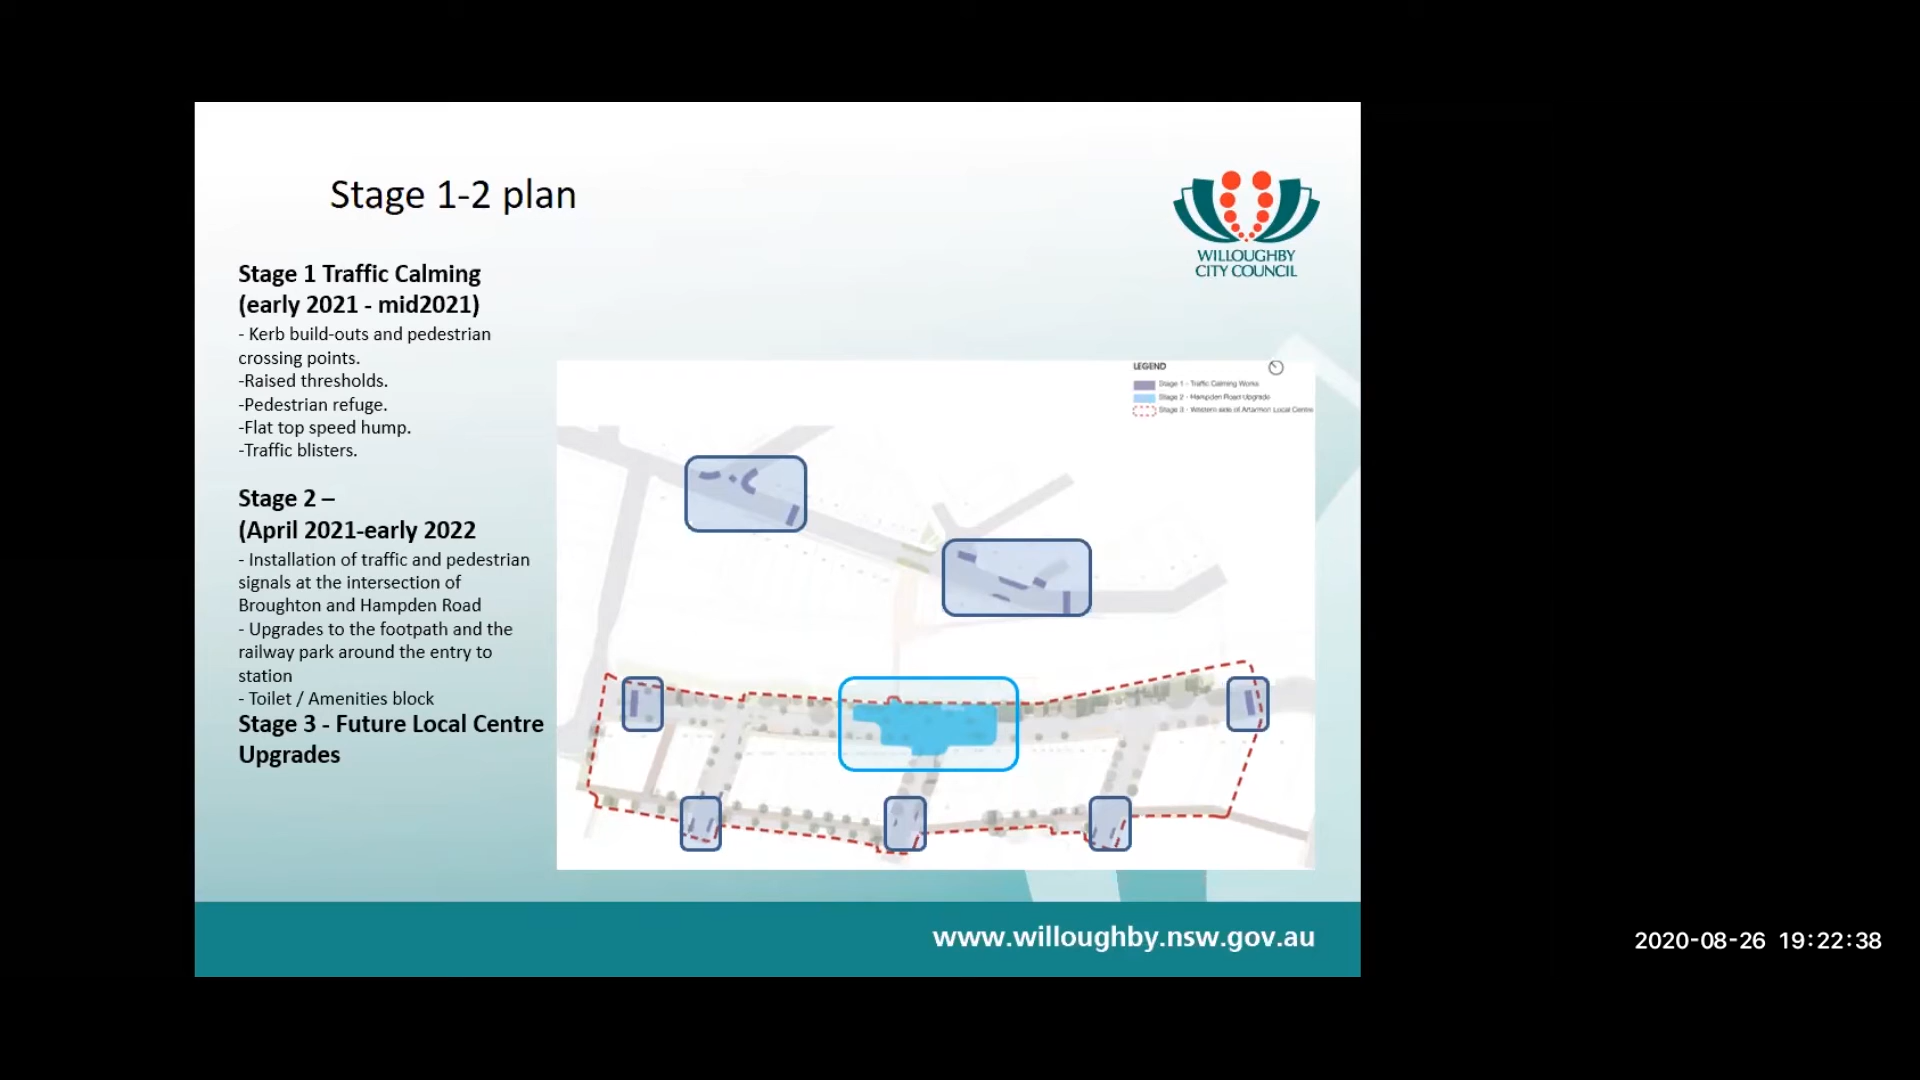 Stage 1-2 plan
WILLOUGHBY
CITY COUNCIL
Stage 1 Traffic Calming
(early 2021 - mid2021)
- Kerb build-outs and pedestrian
crossing points.
-Raised thresholds.
-Pedestrian refuge.
-Flat top speed hump.
-Traffic blisters.
Stage 2 –
(April 2021-early 2022
- Installation of traffic and pedestrian
signals at the intersection of
Broughton and Hampden Road
- Upgrades to the footpath and the
railway park around the entry to
station
- Toilet / Amenities block
Stage 3 - Future Local Centre
Upgrades
LEGEND
Stage 1 - Traffic Calming Works
Stage 2 - Hampden Road Upgrade
Stage 3 - Western side of Artarmon Local Centre
www.willoughby.nsw.gov.au
2020-08-26 19:22:38